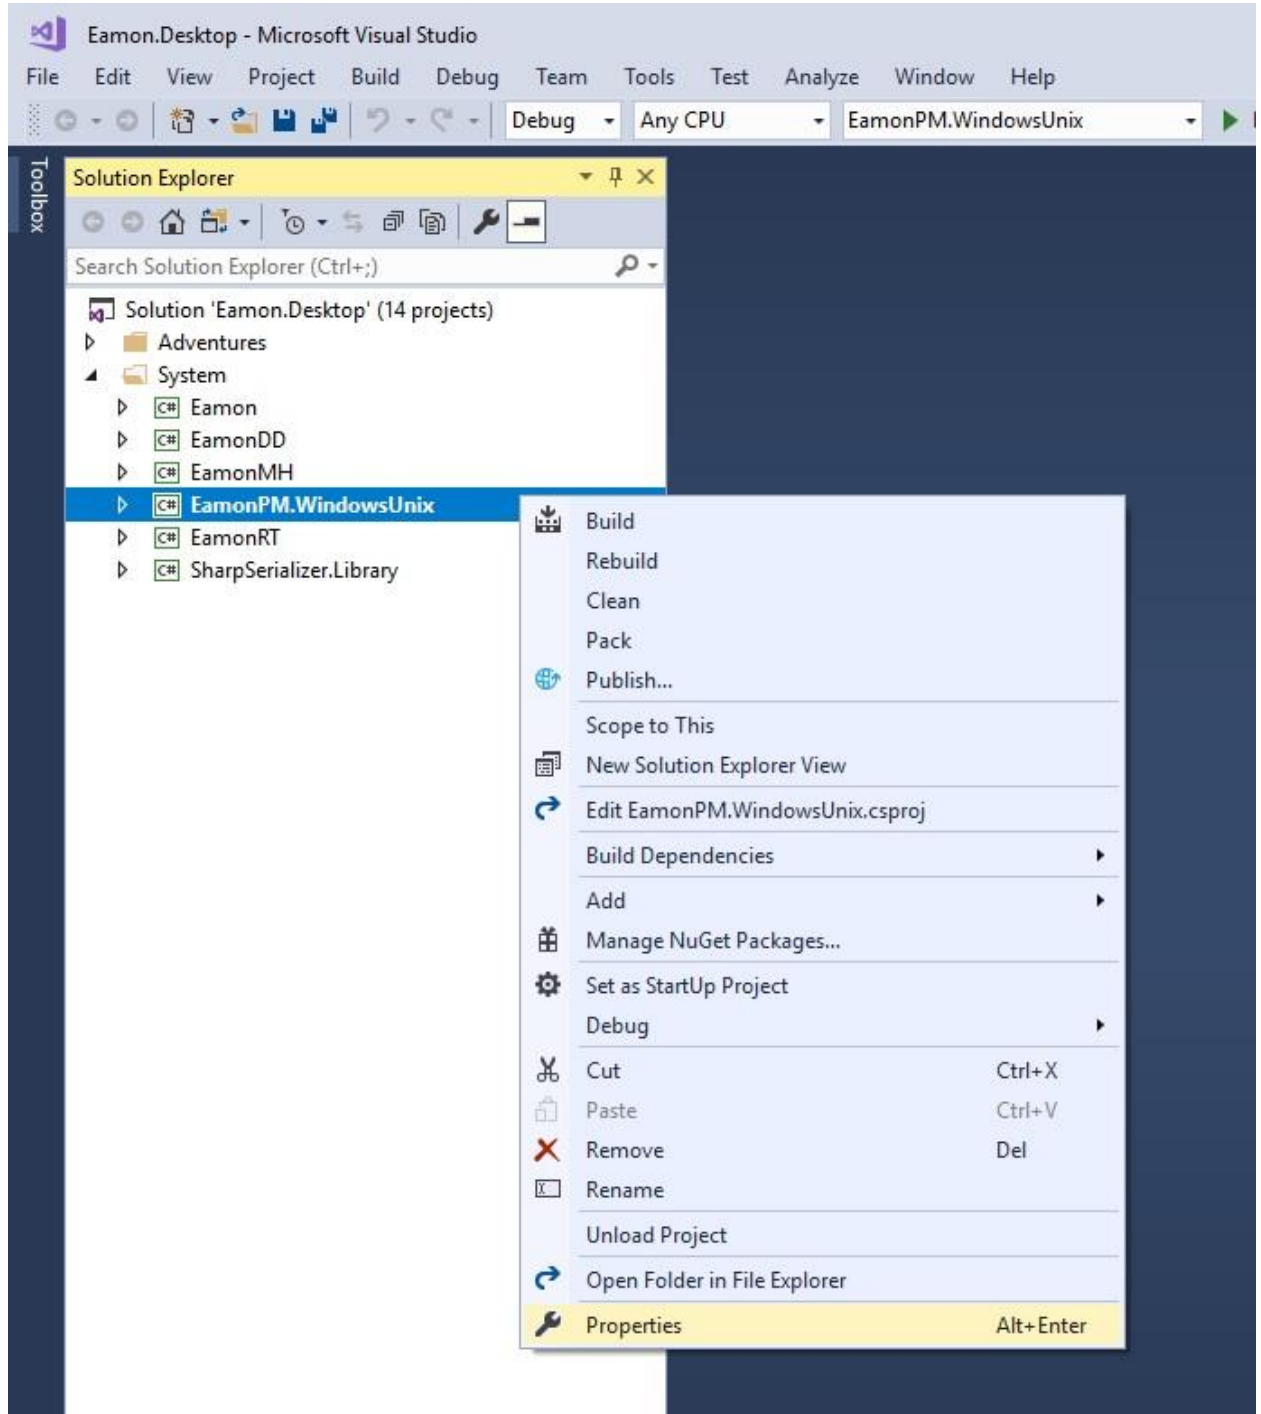 Eamon.Desktop - Microsoft Visual Studio
File Edit View Project Build Debug Team Tools Test Analyze Window Help
Debug Any CPU EamonPM.WindowsUnix
Toolbox
Solution Explorer
Search Solution Explorer (Ctrl+;)
Solution 'Eamon.Desktop' (14 projects)
Adventures
System
C# Eamon
C# EamonDD
C# EamonMH
C# EamonPM.WindowsUnix
C# EamonRT
C# SharpSerializer.Library
Build
Rebuild
Clean
Pack
Publish...
Scope to This
New Solution Explorer View
Edit EamonPM.WindowsUnix.csproj
Build Dependencies
Add
Manage NuGet Packages...
Set as StartUp Project
Debug
Cut Ctrl+X
Paste Ctrl+V
Remove Del
Rename
Unload Project
Open Folder in File Explorer
Properties Alt+Enter